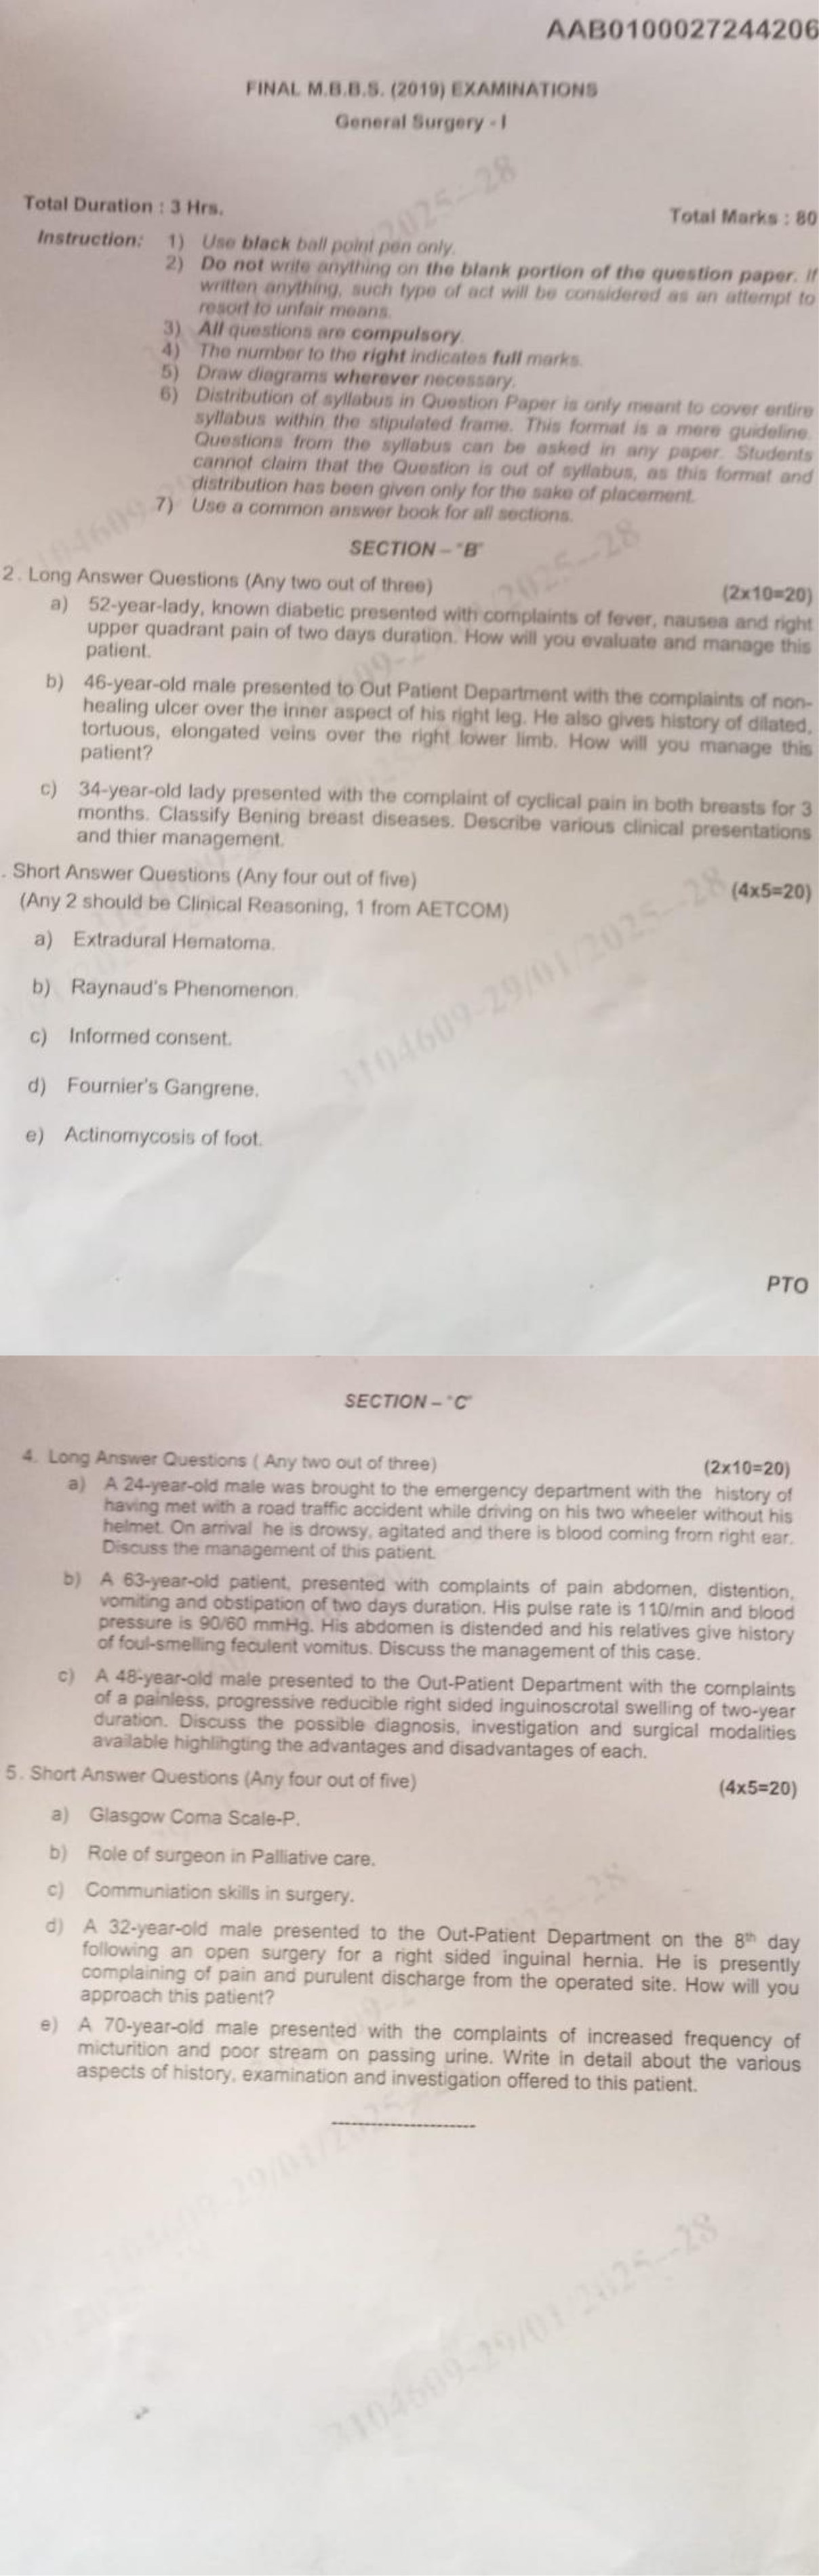 AAB0100027244206
FINAL M.B.B.S. (2019) EXAMINATIONS
General Surgery - I
Total Duration : 3 Hrs.
Total Marks : 80
Instruction: 1) Use black ball point pen only.
2) Do not write anything on the blank portion of the question paper. If
written anything, such type of act will be considered as an attempt to
resort to unfair means.
3) All questions are compulsory.
4) The number to the right indicates full marks.
5) Draw diagrams wherever necessary.
6) Distribution of syllabus in Question Paper is only meant to cover entire
syllabus within the stipulated frame. This format is a mere guideline.
Questions from the syllabus can be asked in any paper. Students
cannot claim that the Question is out of syllabus, as this format and
distribution has been given only for the sake of placement.
7) Use a common answer book for all sections.
SECTION – "B"
2. Long Answer Questions (Any two out of three) (2x10=20)
a) 52-year-lady, known diabetic presented with complaints of fever, nausea and right
upper quadrant pain of two days duration. How will you evaluate and manage this
patient.
b) 46-year-old male presented to Out Patient Department with the complaints of non-
healing ulcer over the inner aspect of his right leg. He also gives history of dilated,
tortuous, elongated veins over the right lower limb. How will you manage this
patient?
c) 34-year-old lady presented with the complaint of cyclical pain in both breasts for 3
months. Classify Bening breast diseases. Describe various clinical presentations
and thier management.
. Short Answer Questions (Any four out of five) (4x5=20)
(Any 2 should be Clinical Reasoning, 1 from AETCOM)
a) Extradural Hematoma.
b) Raynaud's Phenomenon.
c) Informed consent.
d) Fournier's Gangrene.
e) Actinomycosis of foot.
3104609-29/01/2025--28
PTO
SECTION – "C"
4. Long Answer Questions ( Any two out of three) (2x10=20)
a) A 24-year-old male was brought to the emergency department with the history of
having met with a road traffic accident while driving on his two wheeler without his
helmet. On arrival he is drowsy, agitated and there is blood coming from right ear.
Discuss the management of this patient.
b) A 63-year-old patient, presented with complaints of pain abdomen, distention,
vomiting and obstipation of two days duration. His pulse rate is 110/min and blood
pressure is 90/60 mmHg. His abdomen is distended and his relatives give history
of foul-smelling feculent vomitus. Discuss the management of this case.
c) A 48-year-old male presented to the Out-Patient Department with the complaints
of a painless, progressive reducible right sided inguinoscrotal swelling of two-year
duration. Discuss the possible diagnosis, investigation and surgical modalities
available highlihgting the advantages and disadvantages of each.
5. Short Answer Questions (Any four out of five) (4x5=20)
a) Glasgow Coma Scale-P.
b) Role of surgeon in Palliative care.
c) Communiation skills in surgery.
d) A 32-year-old male presented to the Out-Patient Department on the 8th day
following an open surgery for a right sided inguinal hernia. He is presently
complaining of pain and purulent discharge from the operated site. How will you
approach this patient?
e) A 70-year-old male presented with the complaints of increased frequency of
micturition and poor stream on passing urine. Write in detail about the various
aspects of history, examination and investigation offered to this patient.
3104609-29/01/2025--28